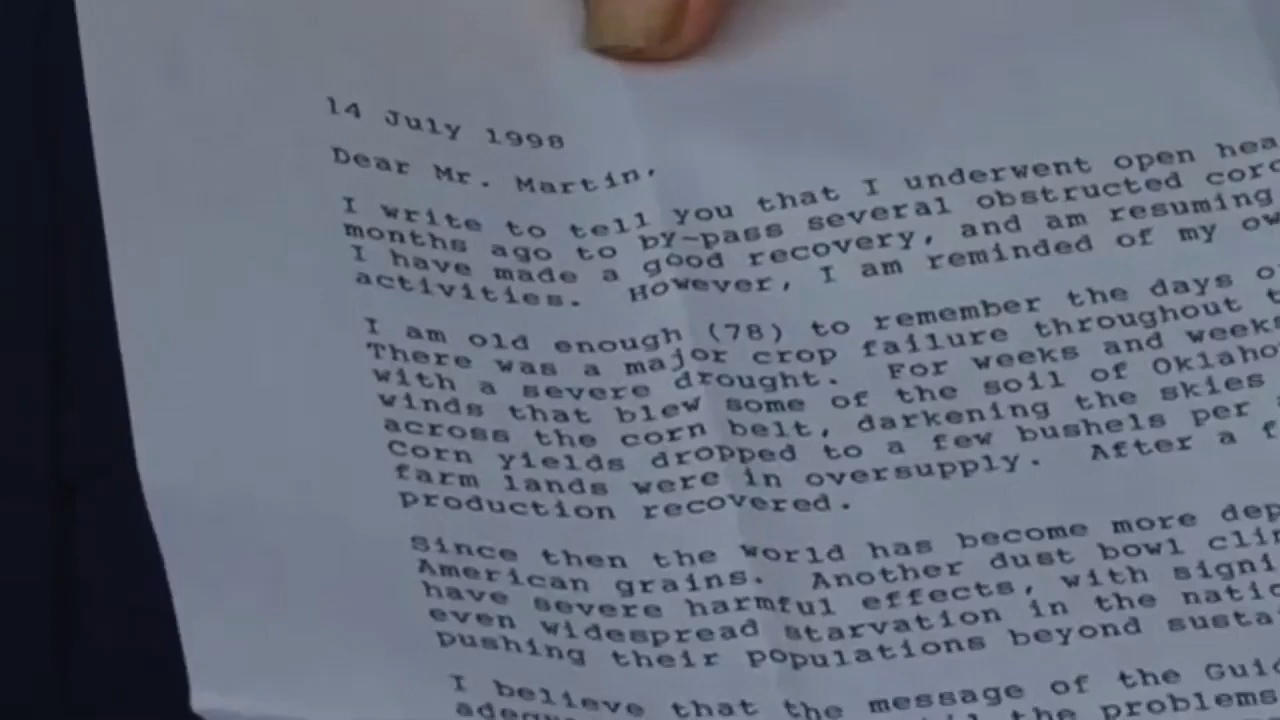 14 July 1998
Dear Mr. Martin,
I write to tell you that I underwent open hea
months ago to by-pass several obstructed coro
I have made a good recovery, and am resuming
activities. However, I am reminded of my ow
I am old enough (78) to remember the days o
There was a major crop failure throughout t
with a severe drought. For weeks and weeks
winds that blew some of the soil of Oklaho
across the corn belt, darkening the skies
Corn yields dropped to a few bushels per
farm lands were in oversupply. After a f
production recovered.
Since then the world has become more dep
American grains. Another dust bowl clim
have severe harmful effects, with signi
even widespread starvation in the natio
pushing their populations beyond susta
I believe that the message of the Guid
the problems